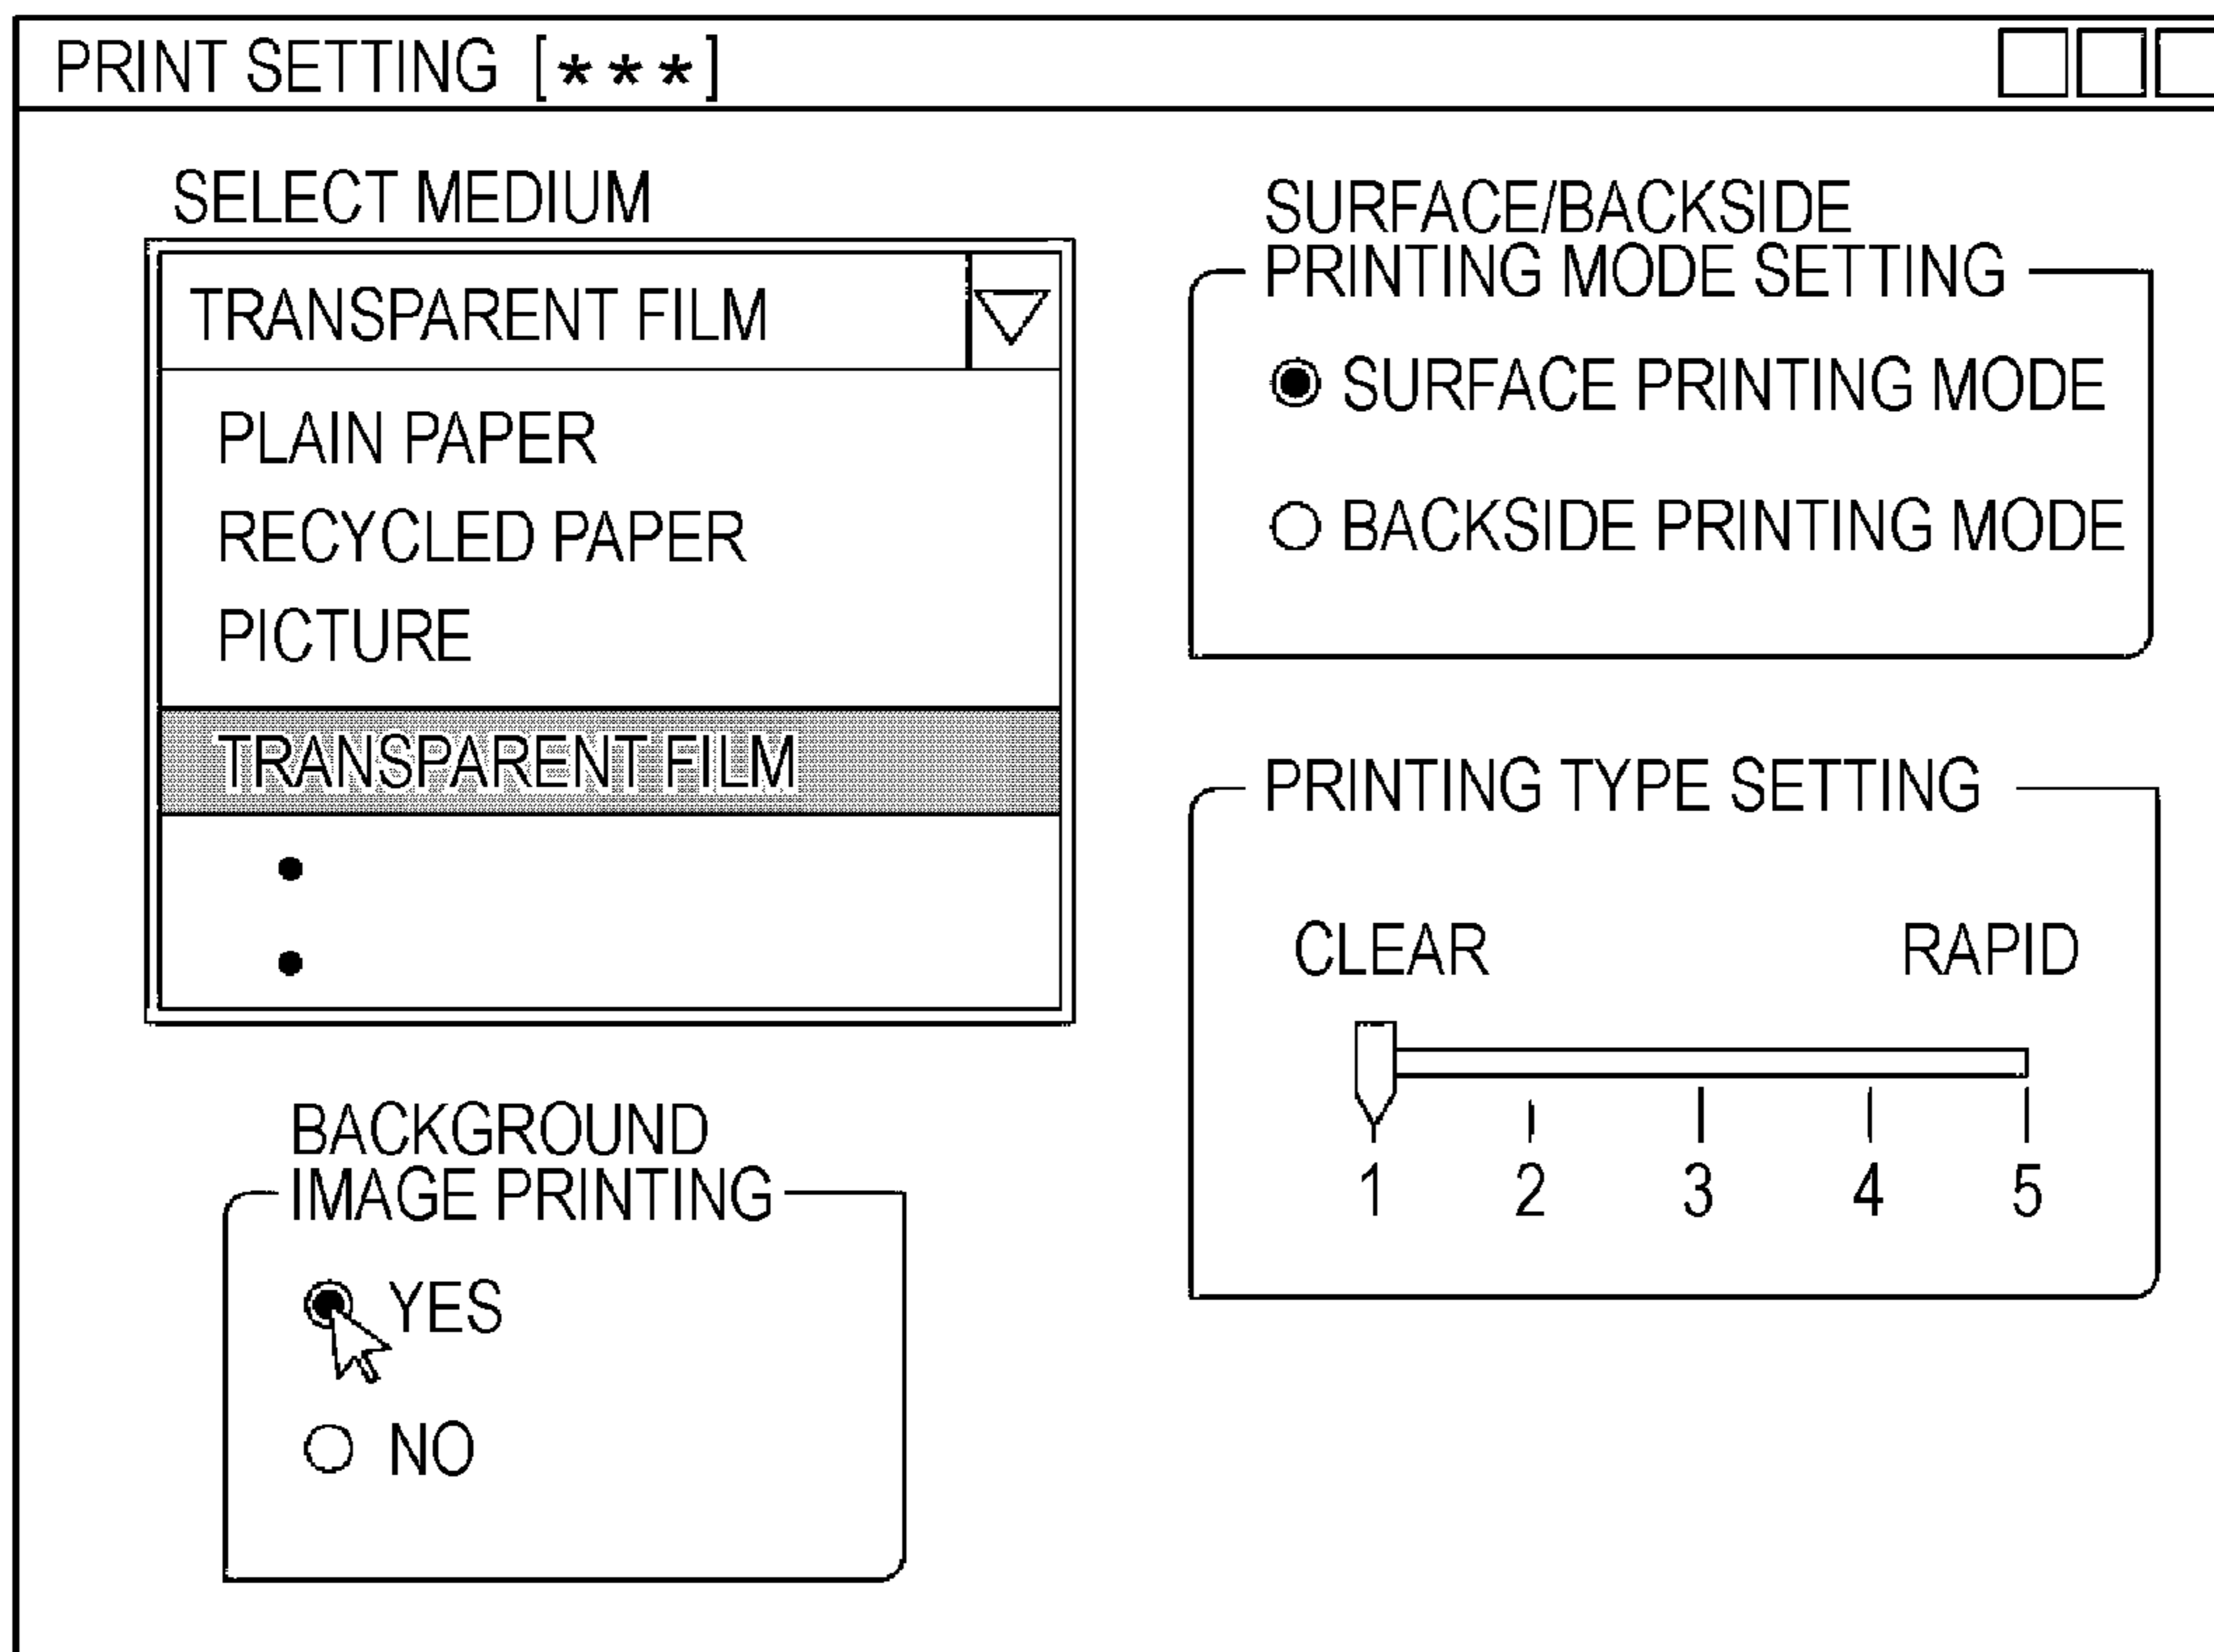 PRINT SETTING [***]
SELECT MEDIUM
TRANSPARENT FILM
PLAIN PAPER
RECYCLED PAPER
PICTURE
TRANSPARENT FILM
BACKGROUND
IMAGE PRINTING
YES
NO
SURFACE/BACKSIDE
PRINTING MODE SETTING
SURFACE PRINTING MODE
BACKSIDE PRINTING MODE
PRINTING TYPE SETTING
CLEAR RAPID
1 2 3 4 5